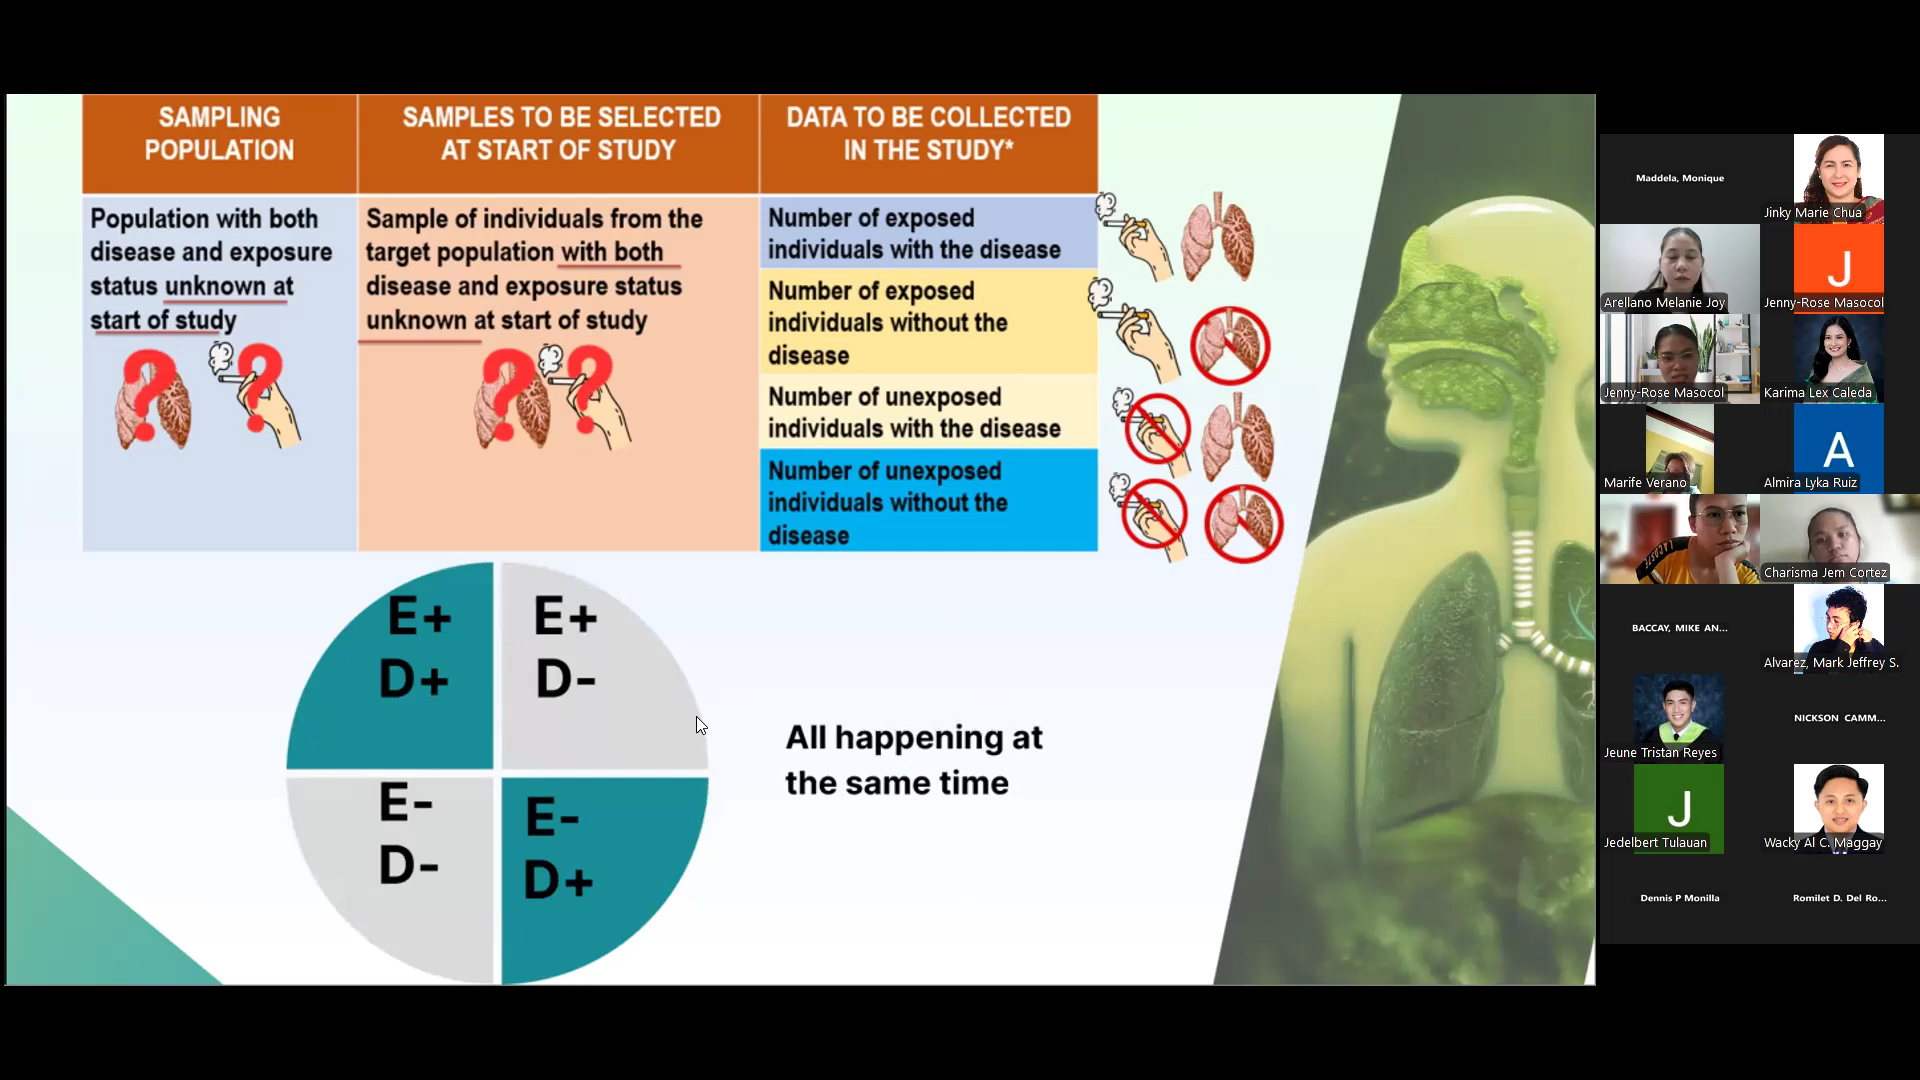 SAMPLING
POPULATION
SAMPLES TO BE SELECTED
AT START OF STUDY
DATA TO BE COLLECTED
IN THE STUDY*
Population with both
disease and exposure
status unknown at
start of study
Sample of individuals from the
target population with both
disease and exposure status
unknown at start of study
Number of exposed
individuals with the disease
Number of exposed
individuals without the
disease
Number of unexposed
individuals with the disease
Number of unexposed
individuals without the
disease
E+
D+
E+
D-
E-
D-
E-
D+
All happening at
the same time
Maddela, Monique
Jinky Marie Chua
Arellano Melanie Joy
J
Jenny-Rose Masocol
Jenny-Rose Masocol
Karima Lex Caleda
Marife Verano
A
Almira Lyka Ruiz
Charisma Jem Cortez
BACCAY, MIKE AN...
Alvarez, Mark Jeffrey S.
Jeune Tristan Reyes
NICKSON CAMM...
J
Jedelbert Tulauan
Wacky Al C. Maggay
Dennis P Monilla
Romilet D. Del Ro...